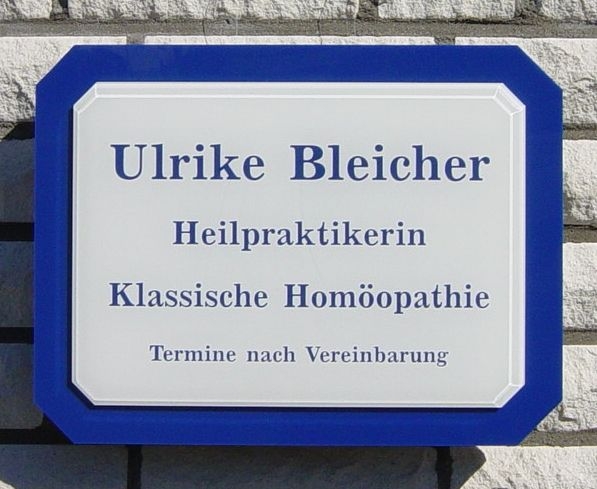 Ulrike Bleicher
Heilpraktikerin
Klassische Homöopathie
Termine nach Vereinbarung